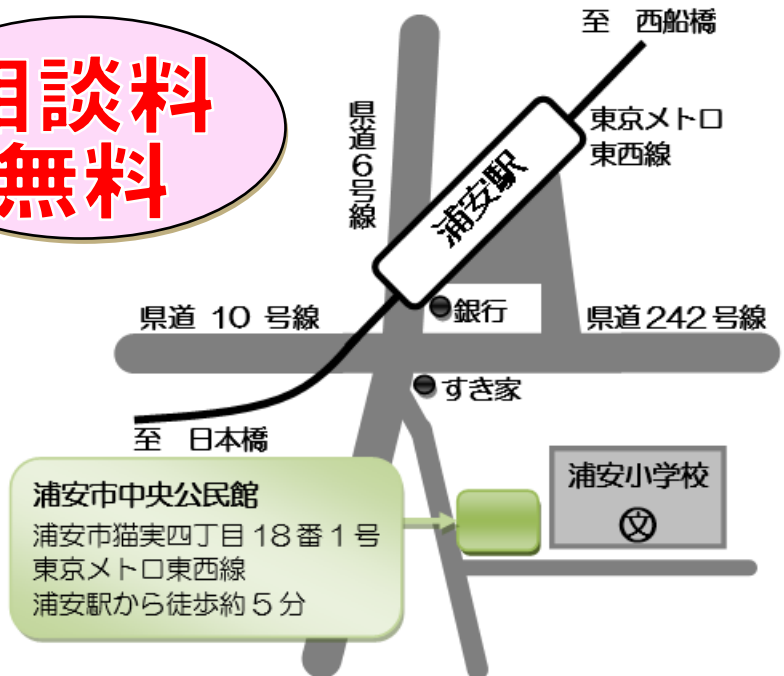 至 西船橋
相談料
無料
県道6号線
東京メトロ
東西線
浦安駅
銀行
県道 10 号線
県道 242 号線
すき家
至 日本橋
浦安市中央公民館
浦安市猫実四丁目 18 番 1 号
東京メトロ東西線
浦安駅から徒歩約 5 分
浦安小学校
文